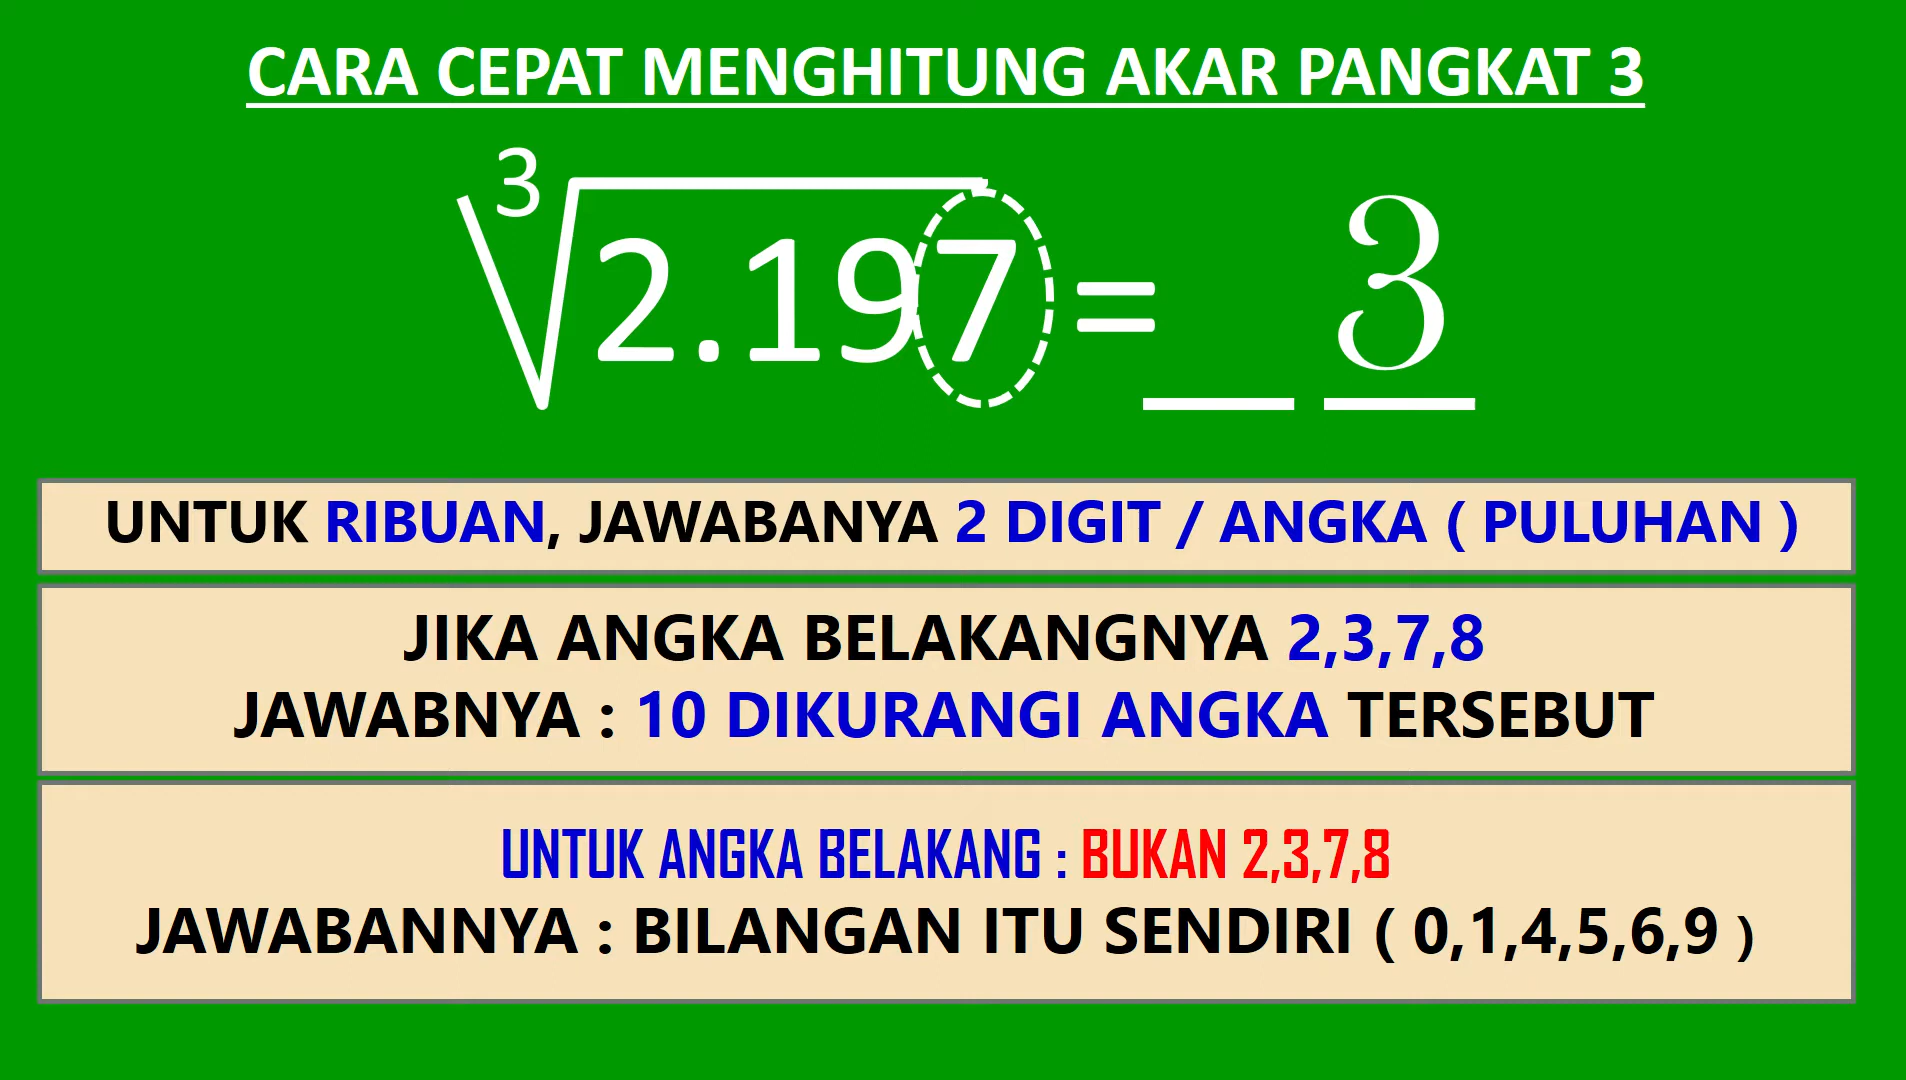 CARA CEPAT MENGHITUNG AKAR PANGKAT 3
3√2.197 = __ 3
UNTUK RIBUAN, JAWABANYA 2 DIGIT / ANGKA ( PULUHAN )
JIKA ANGKA BELAKANGNYA 2,3,7,8
JAWABNYA : 10 DIKURANGI ANGKA TERSEBUT
UNTUK ANGKA BELAKANG : BUKAN 2,3,7,8
JAWABANNYA : BILANGAN ITU SENDIRI ( 0,1,4,5,6,9 )